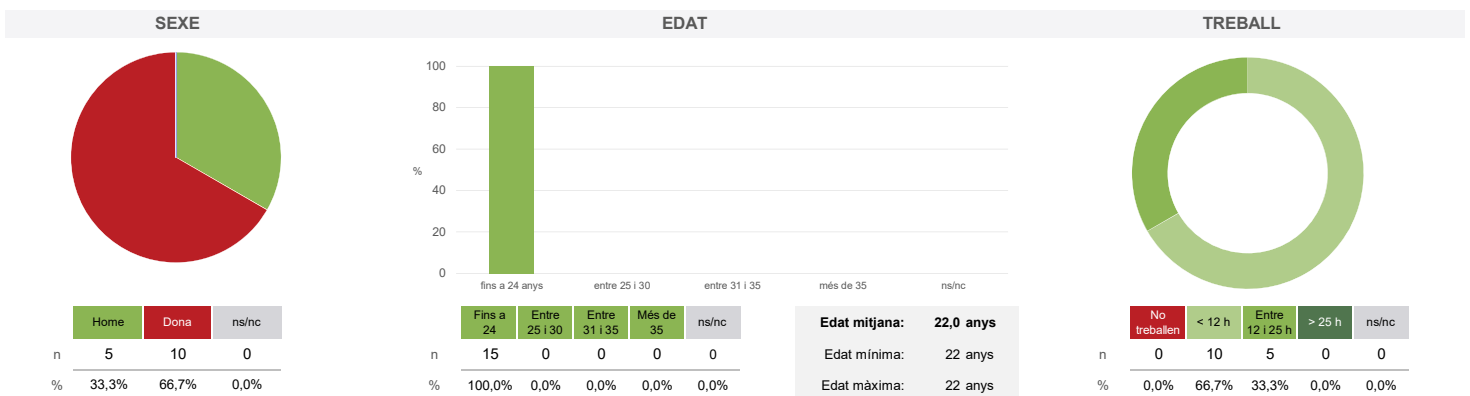 SEXE
EDAT
TREBALL
100
80
60
%
40
20
0
fins a 24 anys
entre 25 i 30
entre 31 i 35
més de 35
ns/nc
Home
Dona
ns/nc
n
5
10
0
%
33,3%
66,7%
0,0%
Fins a
24
Entre
25 i 30
Entre
31 i 35
Més de
35
ns/nc
n
15
0
0
0
0
%
100,0%
0,0%
0,0%
0,0%
0,0%
Edat mitjana: 22,0 anys
Edat mínima: 22 anys
Edat màxima: 22 anys
No
treballen
< 12 h
Entre
12 i 25 h
> 25 h
ns/nc
n
0
10
5
0
0
%
0,0%
66,7%
33,3%
0,0%
0,0%